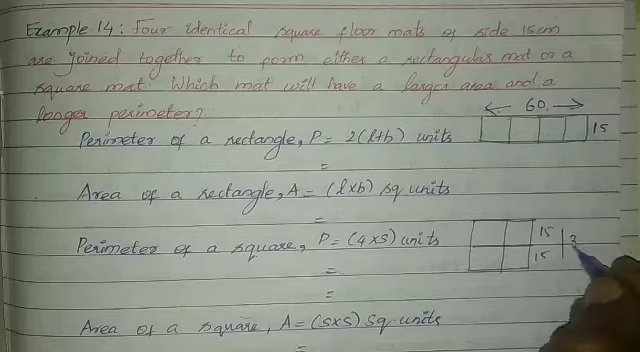 Example 14: Four identical square floor mats of side 15cm
are joined together to form either a rectangular mat or a
square mat. Which mat will have a larger area and a
longer perimeter?
← 60 →
15
Perimeter of a rectangle, P = 2(l+b) units
=
Area of a rectangle, A = (l×b) sq units
=
Perimeter of a square, P = (4×s) units
15
15
3
=
=
Area of a square, A = (s×s) sq units
=